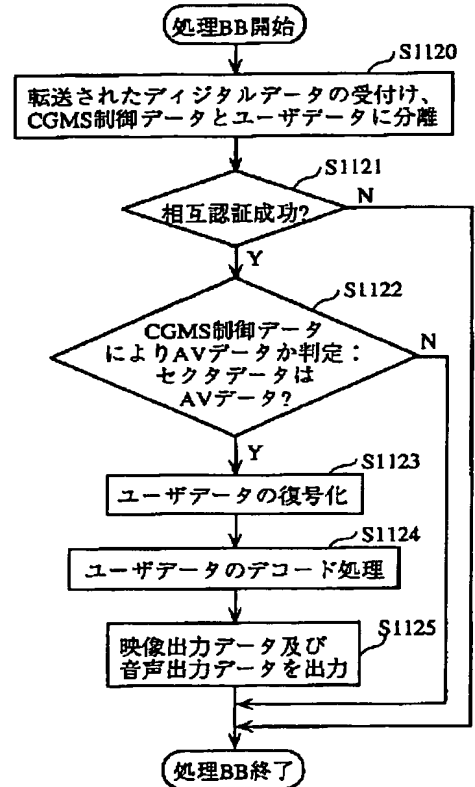 処理BB開始
S1120
転送されたディジタルデータの受付け、
CGMS制御データとユーザデータに分離
S1121
相互認証成功?
N
Y
S1122
CGMS制御データ
によりAVデータか判定:
セクタデータは
AVデータ?
N
Y
S1123
ユーザデータの復号化
S1124
ユーザデータのデコード処理
S1125
映像出力データ及び
音声出力データを出力
処理BB終了